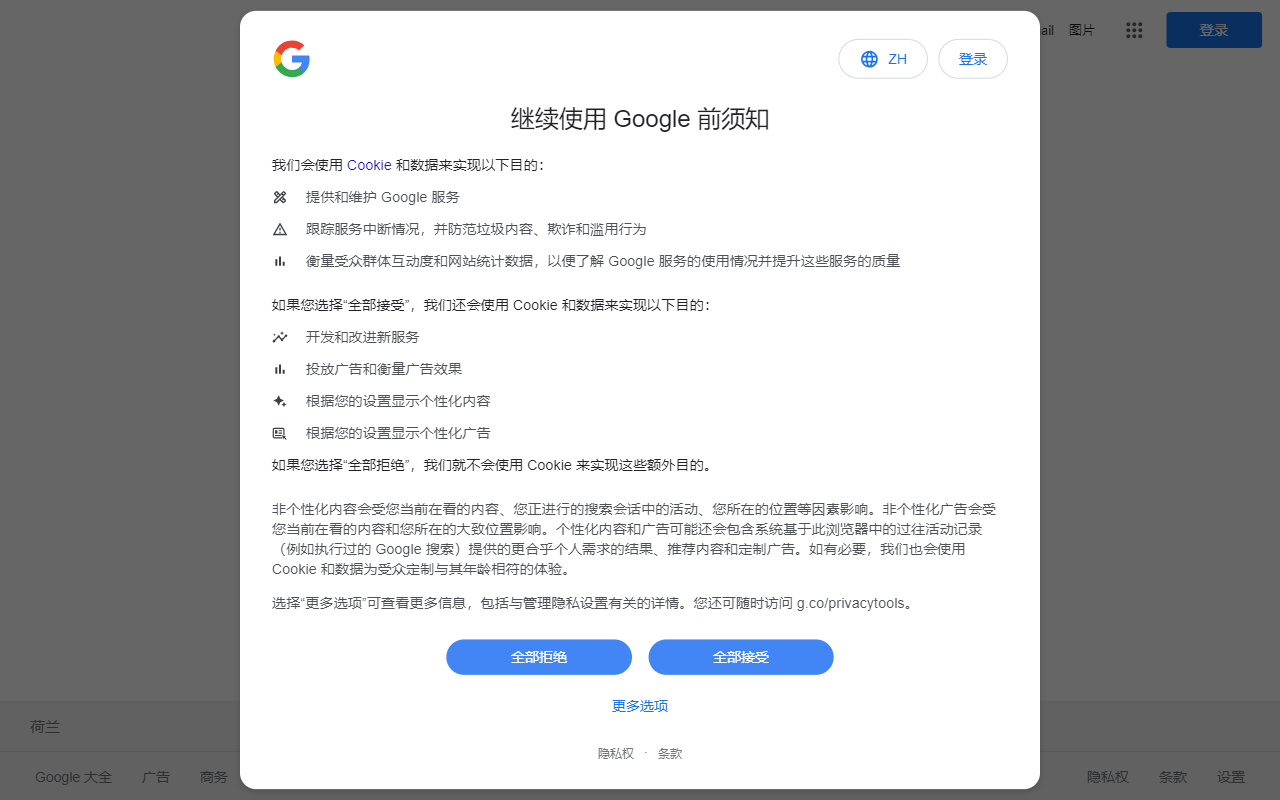 ail 图片 登录
ZH 登录
继续使用 Google 前须知
我们会使用 Cookie 和数据来实现以下目的：
提供和维护 Google 服务
跟踪服务中断情况，并防范垃圾内容、欺诈和滥用行为
衡量受众群体互动度和网站统计数据，以便了解 Google 服务的使用情况并提升这些服务的质量
如果您选择“全部接受”，我们还会使用 Cookie 和数据来实现以下目的：
开发和改进新服务
投放广告和衡量广告效果
根据您的设置显示个性化内容
根据您的设置显示个性化广告
如果您选择“全部拒绝”，我们就不会使用 Cookie 来实现这些额外目的。
非个性化内容会受您当前在看的内容、您正进行的搜索会话中的活动、您所在的位置等因素影响。非个性化广告会受
您当前在看的内容和您所在的大致位置影响。个性化内容和广告可能还会包含系统基于此浏览器中的过往活动记录
（例如执行过的 Google 搜索）提供的更合乎个人需求的结果、推荐内容和定制广告。如有必要，我们也会使用
Cookie 和数据为受众定制与其年龄相符的体验。
选择“更多选项”可查看更多信息，包括与管理隐私设置有关的详情。您还可随时访问 g.co/privacytools。
全部拒绝 全部接受
更多选项
荷兰
隐私权 · 条款
Google 大全 广告 商务 隐私权 条款 设置